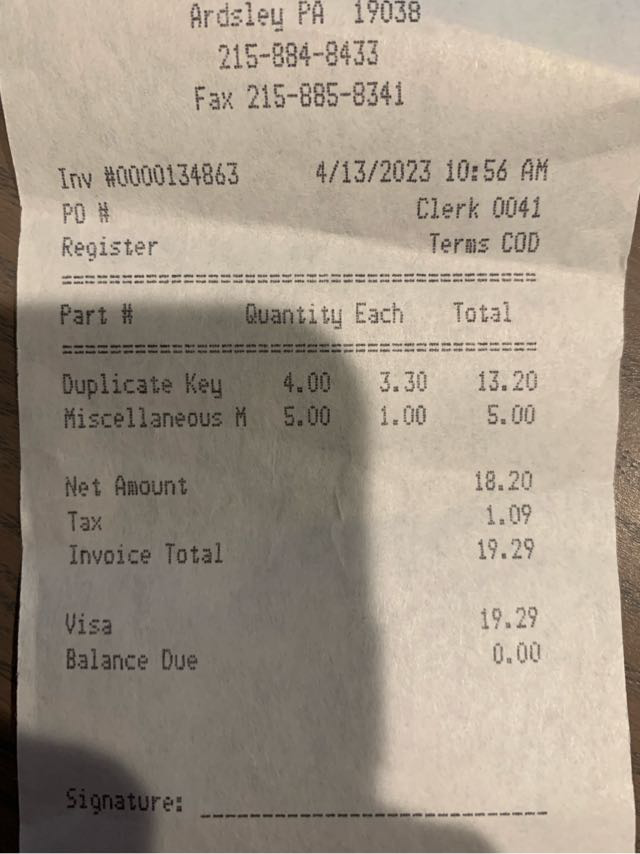 Ardsley PA 19038
215-884-8433
Fax 215-885-8341
Inv #0000134863 4/13/2023 10:56 AM
PO # Clerk 0041
Register Terms COD
================================================
Part # Quantity Each Total
================================================
Duplicate Key 4.00 3.30 13.20
Miscellaneous M 5.00 1.00 5.00
Net Amount 18.20
Tax 1.09
Invoice Total 19.29
Visa 19.29
Balance Due 0.00
Signature: ___________________________